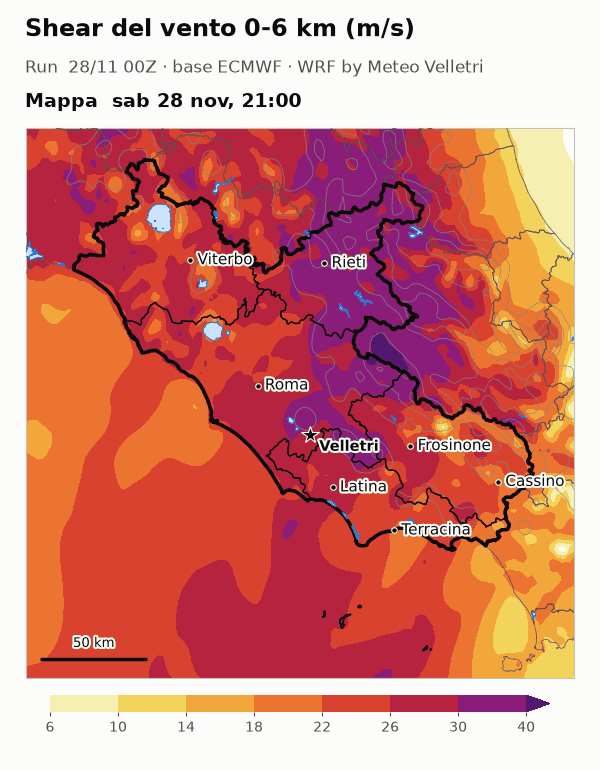 Shear del vento 0-6 km (m/s)
Run  28/11 00Z · base ECMWF · WRF by Meteo Velletri
Mappa  sab 28 nov, 21:00
Viterbo
Rieti
Roma
Velletri
Frosinone
Cassino
Latina
Terracina
50 km
6 10 14 18 22 26 30 40